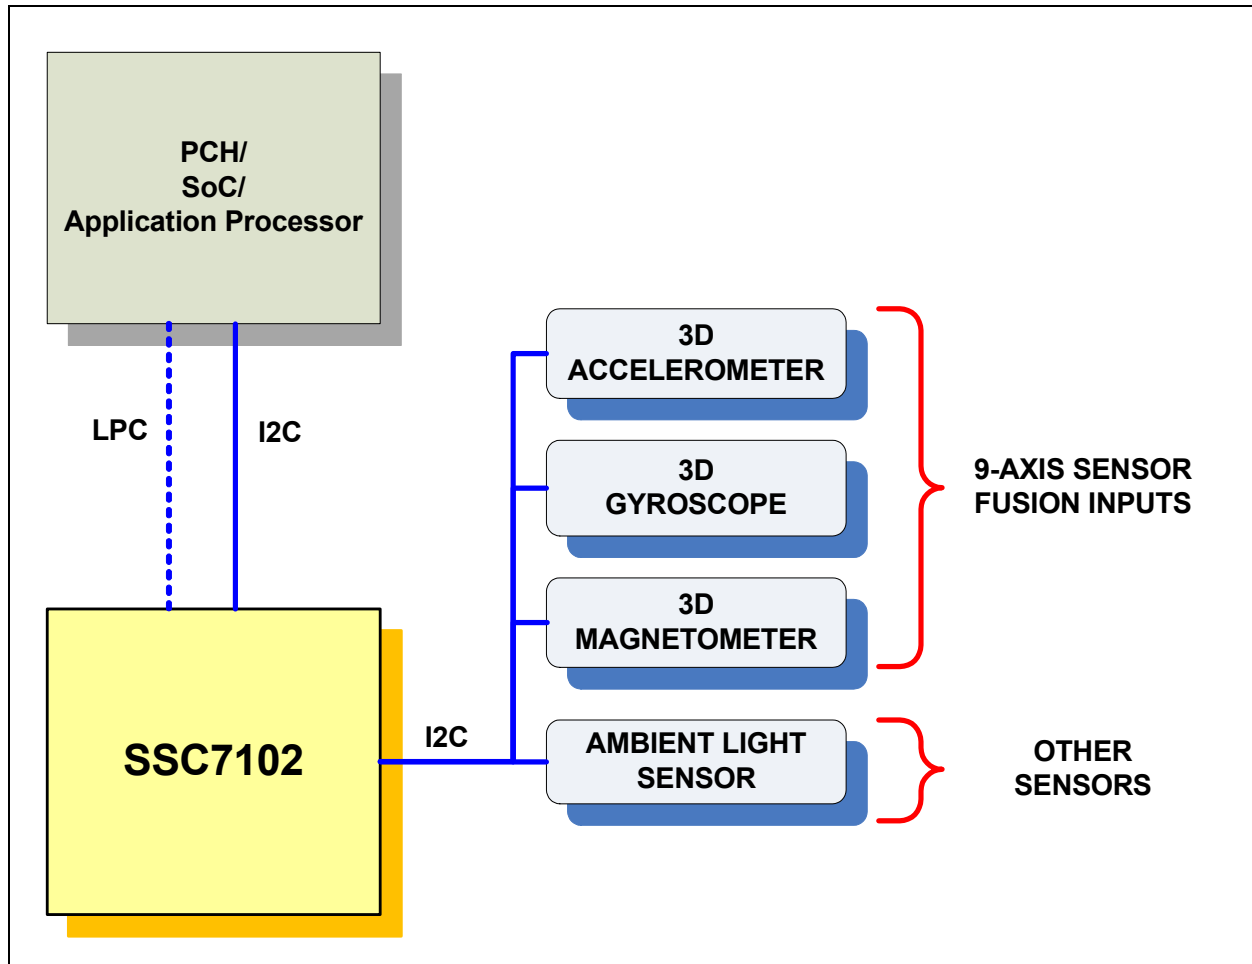 PCH/
SoC/
Application Processor
LPC
I2C
SSC7102
I2C
3D
ACCELEROMETER
3D
GYROSCOPE
3D
MAGNETOMETER
AMBIENT LIGHT
SENSOR
9-AXIS SENSOR
FUSION INPUTS
OTHER
SENSORS